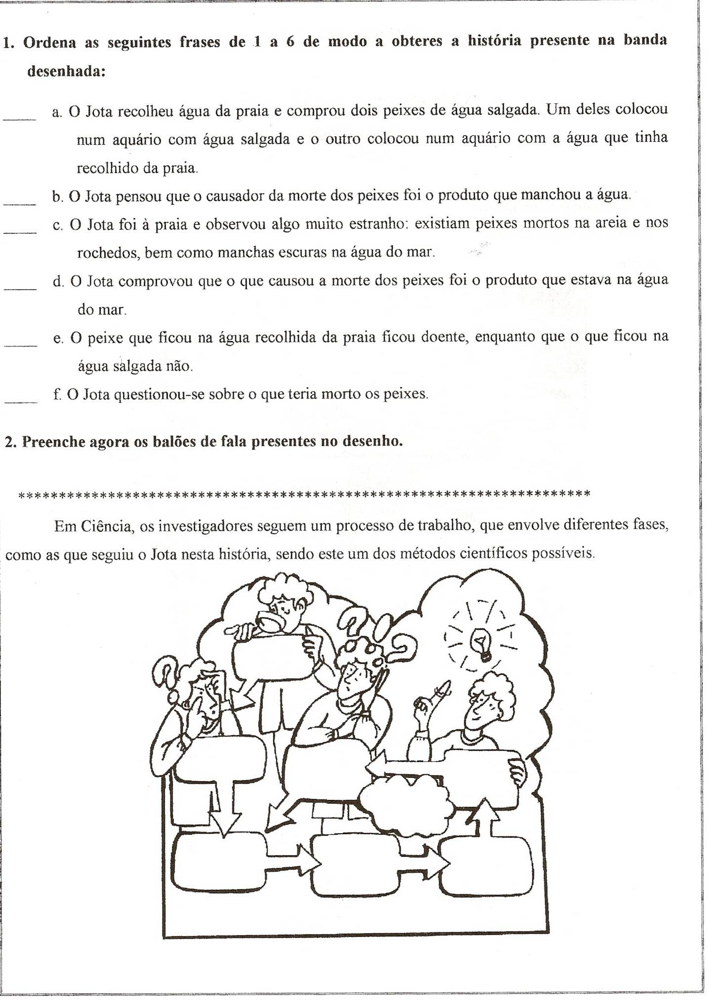 1. Ordena as seguintes frases de 1 a 6 de modo a obteres a história presente na banda
desenhada:
____ a. O Jota recolheu água da praia e comprou dois peixes de água salgada. Um deles colocou
num aquário com água salgada e o outro colocou num aquário com a água que tinha
recolhido da praia.
____ b. O Jota pensou que o causador da morte dos peixes foi o produto que manchou a água.
____ c. O Jota foi à praia e observou algo muito estranho: existiam peixes mortos na areia e nos
rochedos, bem como manchas escuras na água do mar.
____ d. O Jota comprovou que o que causou a morte dos peixes foi o produto que estava na água
do mar.
____ e. O peixe que ficou na água recolhida da praia ficou doente, enquanto que o que ficou na
água salgada não.
____ f. O Jota questionou-se sobre o que teria morto os peixes.
2. Preenche agora os balões de fala presentes no desenho.
**********************************************************************
Em Ciência, os investigadores seguem um processo de trabalho, que envolve diferentes fases,
como as que seguiu o Jota nesta história, sendo este um dos métodos científicos possíveis.